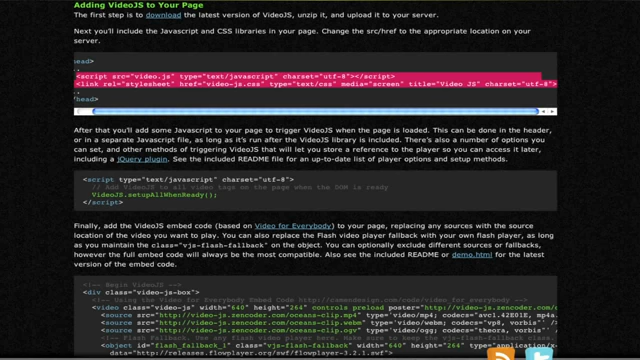 Adding VideoJS to Your Page
The first step is to download the latest version of VideoJS, unzip it, and upload it to your server.
Next you'll include the Javascript and CSS libraries in your page. Change the src/href to the appropriate location on your
server.
head>
..
<script src="video.js" type="text/javascript" charset="utf-8"></script>
<link rel="stylesheet" href="video-js.css" type="text/css" media="screen" title="Video JS" charset="utf-8">
..
/head>
After that you'll add some Javascript to your page to trigger VideoJS when the page is loaded. This can be done in the header,
or in a separate Javascript file, as long as it's run after the VideoJS library is included. There's also a number of options you
can set, and other methods of triggering VideoJS that will let you store a reference to the player so you can access it later,
including a jQuery plugin. See the included README file for an up-to-date list of player options and setup methods.
<script type="text/javascript" charset="utf-8">
// Add VideoJS to all video tags on the page when the DOM is ready
VideoJS.setupAllWhenReady();
</script>
Finally, add the VideoJS embed code (based on Video for Everybody) to your page, replacing any sources with the source
location of the video you want to play. You can also replace the Flash video player fallback with your own flash player, as long
as you maintain the class="vjs-flash-fallback" on the object. You can optionally exclude different sources or fallbacks,
however the full embed code will always be the most compatible. Also see the included README or demo.html for the latest
version of the embed code.
<!-- Begin VideoJS -->
<div class="video-js-box">
<!-- Using the Video for Everybody Embed Code http://camendesign.com/code/video_for_everybody
<video class="video-js" width="640" height="264" controls preload poster="http://video-js.zencoder.com/o
<source src="http://video-js.zencoder.com/oceans-clip.mp4" type='video/mp4; codecs="avc1.42E01E, mp4a
<source src="http://video-js.zencoder.com/oceans-clip.webm" type='video/webm; codecs="vp8, vorbis"' />
<source src="http://video-js.zencoder.com/oceans-clip.ogv" type='video/ogg; codecs="theora, vorbis"'
<!-- Flash Fallback. Use any flash video player here. Make sure to keep the vjs-flash-fallback
<object id="flash_fallback_1" class="vjs-flash-fallback" width="640" height="264" type="application/x-
data="http://releases.flowplayer.org/swf/flowplayer-3.2.1.swf">